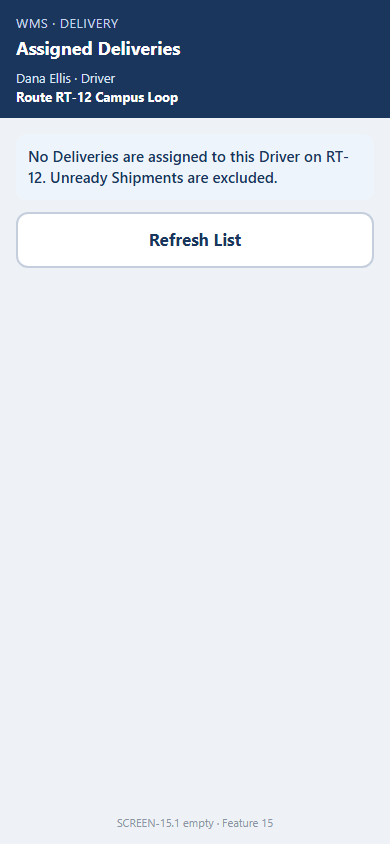 WMS · DELIVERY
Assigned Deliveries
Dana Ellis · Driver
Route RT-12 Campus Loop
No Deliveries are assigned to this Driver on RT-
12. Unready Shipments are excluded.
Refresh List
SCREEN-15.1 empty · Feature 15